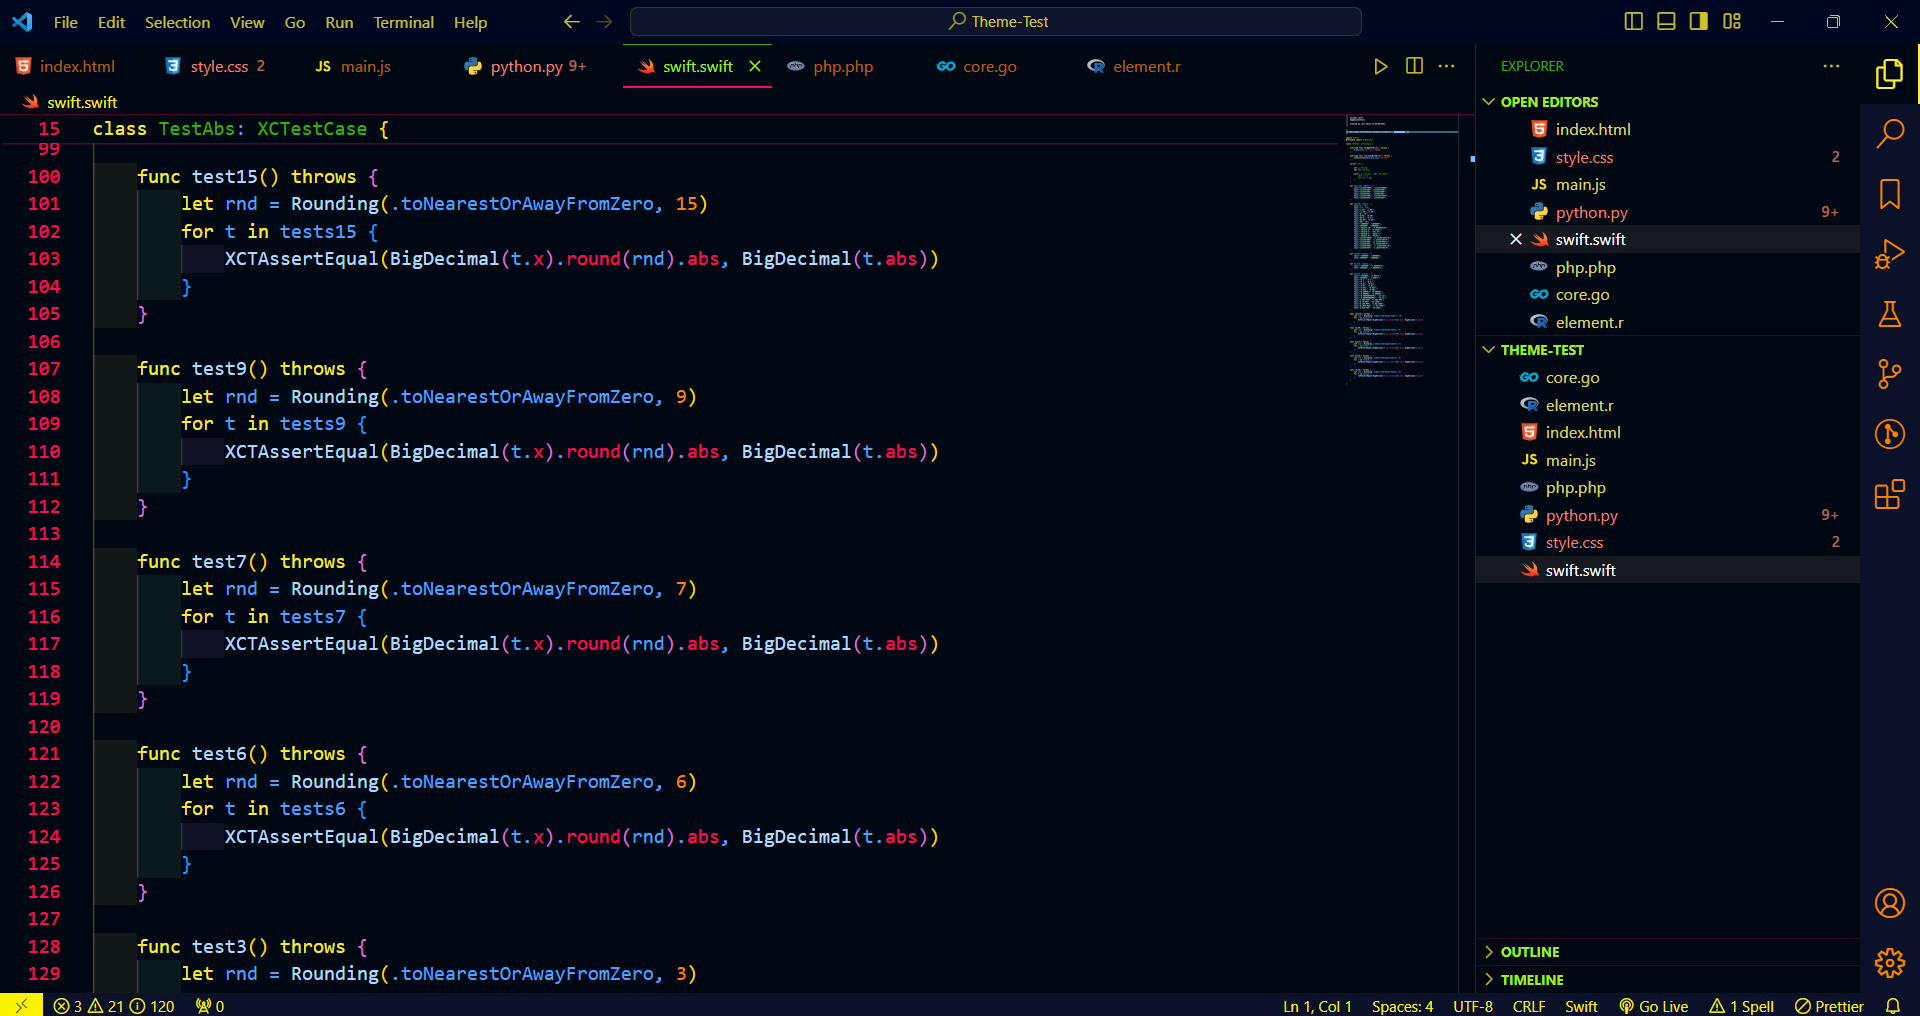 File Edit Selection View Go Run Terminal Help Theme-Test
index.html style.css 2 JS main.js python.py 9+ swift.swift php.php core.go element.r
swift.swift
15 class TestAbs: XCTestCase {
99
100 func test15() throws {
101 let rnd = Rounding(.toNearestOrAwayFromZero, 15)
102 for t in tests15 {
103 XCTAssertEqual(BigDecimal(t.x).round(rnd).abs, BigDecimal(t.abs))
104 }
105 }
106
107 func test9() throws {
108 let rnd = Rounding(.toNearestOrAwayFromZero, 9)
109 for t in tests9 {
110 XCTAssertEqual(BigDecimal(t.x).round(rnd).abs, BigDecimal(t.abs))
111 }
112 }
113
114 func test7() throws {
115 let rnd = Rounding(.toNearestOrAwayFromZero, 7)
116 for t in tests7 {
117 XCTAssertEqual(BigDecimal(t.x).round(rnd).abs, BigDecimal(t.abs))
118 }
119 }
120
121 func test6() throws {
122 let rnd = Rounding(.toNearestOrAwayFromZero, 6)
123 for t in tests6 {
124 XCTAssertEqual(BigDecimal(t.x).round(rnd).abs, BigDecimal(t.abs))
125 }
126 }
127
128 func test3() throws {
129 let rnd = Rounding(.toNearestOrAwayFromZero, 3)
EXPLORER
OPEN EDITORS
index.html
style.css 2
JS main.js
python.py 9+
swift.swift
php php.php
GO core.go
element.r
THEME-TEST
GO core.go
element.r
index.html
JS main.js
php php.php
python.py 9+
style.css 2
swift.swift
OUTLINE
TIMELINE
3 21 120 0 Ln 1, Col 1 Spaces: 4 UTF-8 CRLF Swift Go Live 1 Spell Prettier